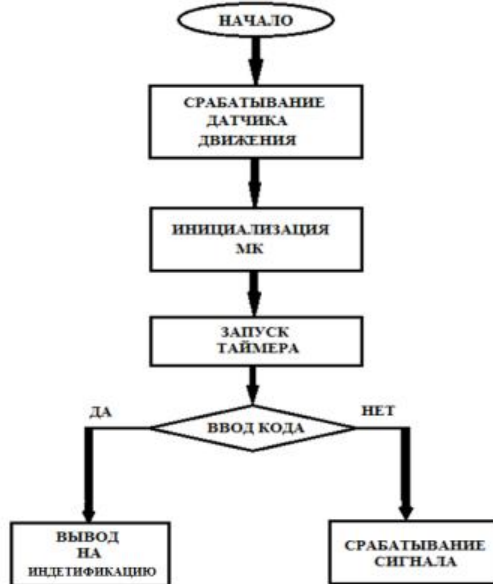 НАЧАЛО
СРАБАТЫВАНИЕ
ДАТЧИКА
ДВИЖЕНИЯ
ИНИЦИАЛИЗАЦИЯ
МК
ЗАПУСК
ТАЙМЕРА
ДА
НЕТ
ВВОД КОДА
ВЫВОД
НА
ИНДЕТИФИКАЦИЮ
СРАБАТЫВАНИЕ
СИГНАЛА